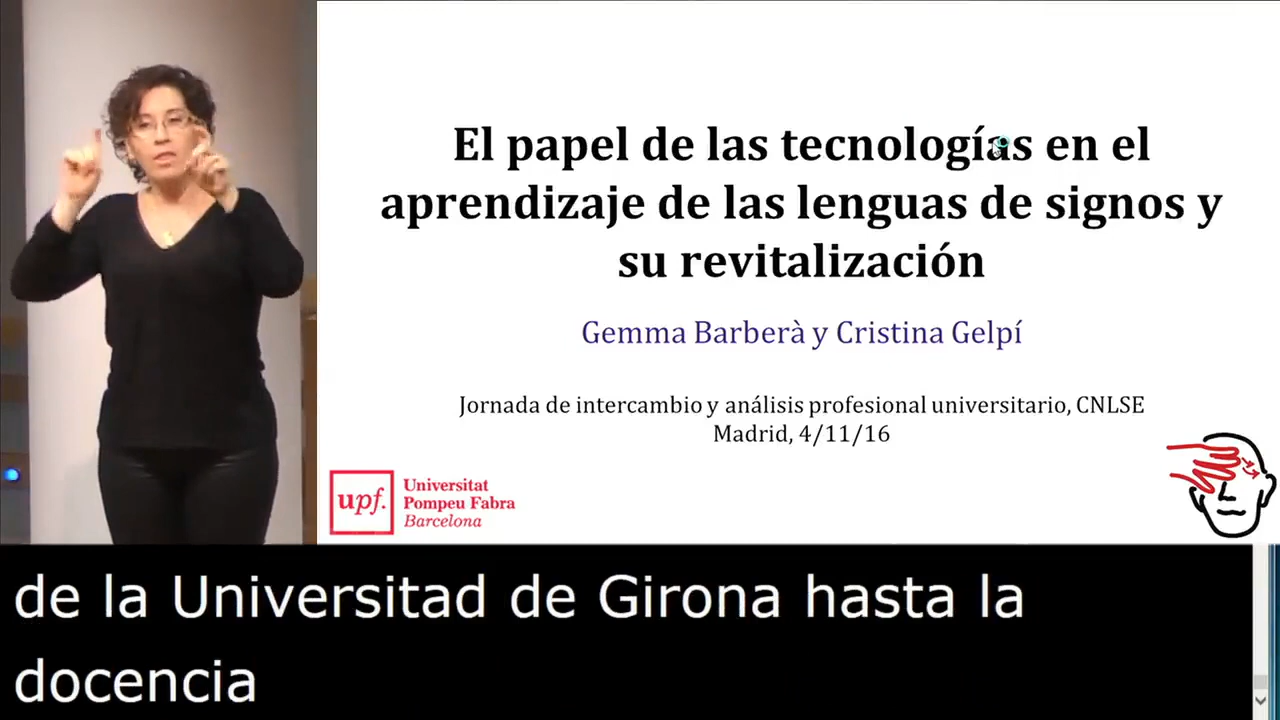 El papel de las tecnologías en el
aprendizaje de las lenguas de signos y
su revitalización
Gemma Barberà y Cristina Gelpí
Jornada de intercambio y análisis profesional universitario, CNLSE
Madrid, 4/11/16
upf.
Universitat
Pompeu Fabra
Barcelona
de la Universitad de Girona hasta la
docencia